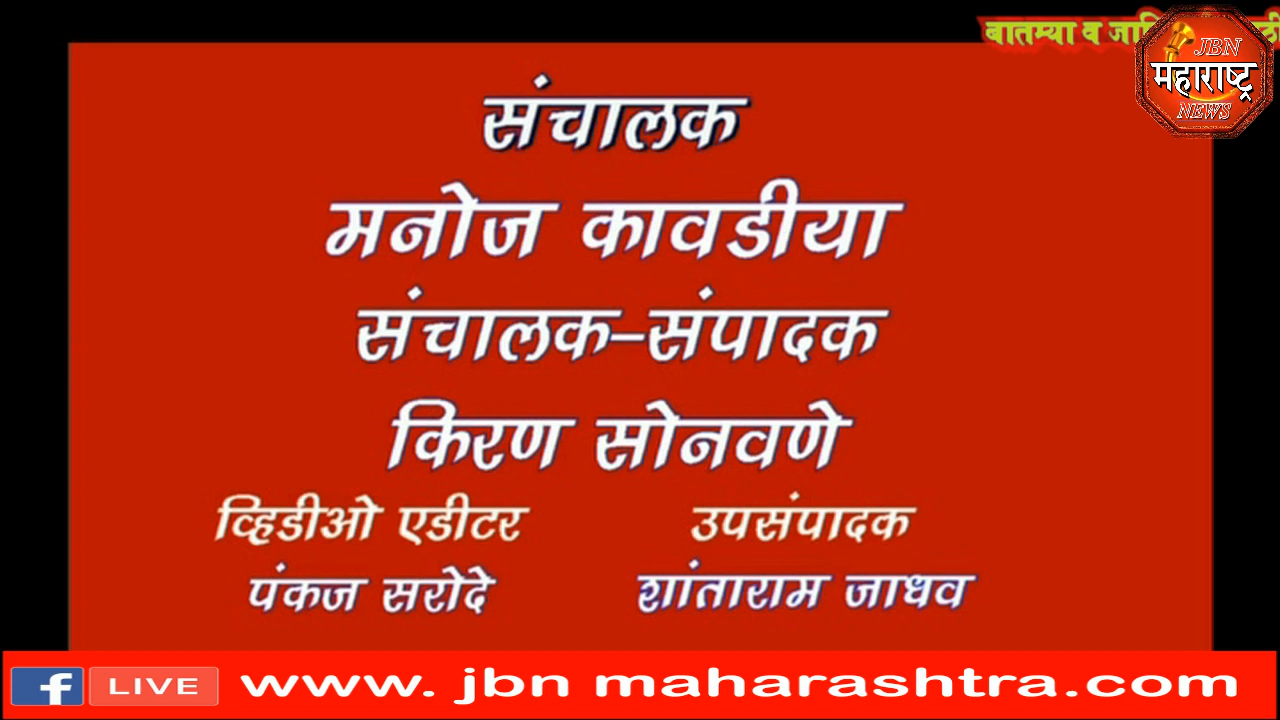 बातम्या व
JBN
महाराष्ट्र
NEWS
संचालक
मनोज कावडीया
संचालक-संपादक
किरण सोनवणे
व्हिडीओ एडीटर
उपसंपादक
पंकज सरोदे
शांताराम जाधव
f LIVE www. jbn maharashtra.com